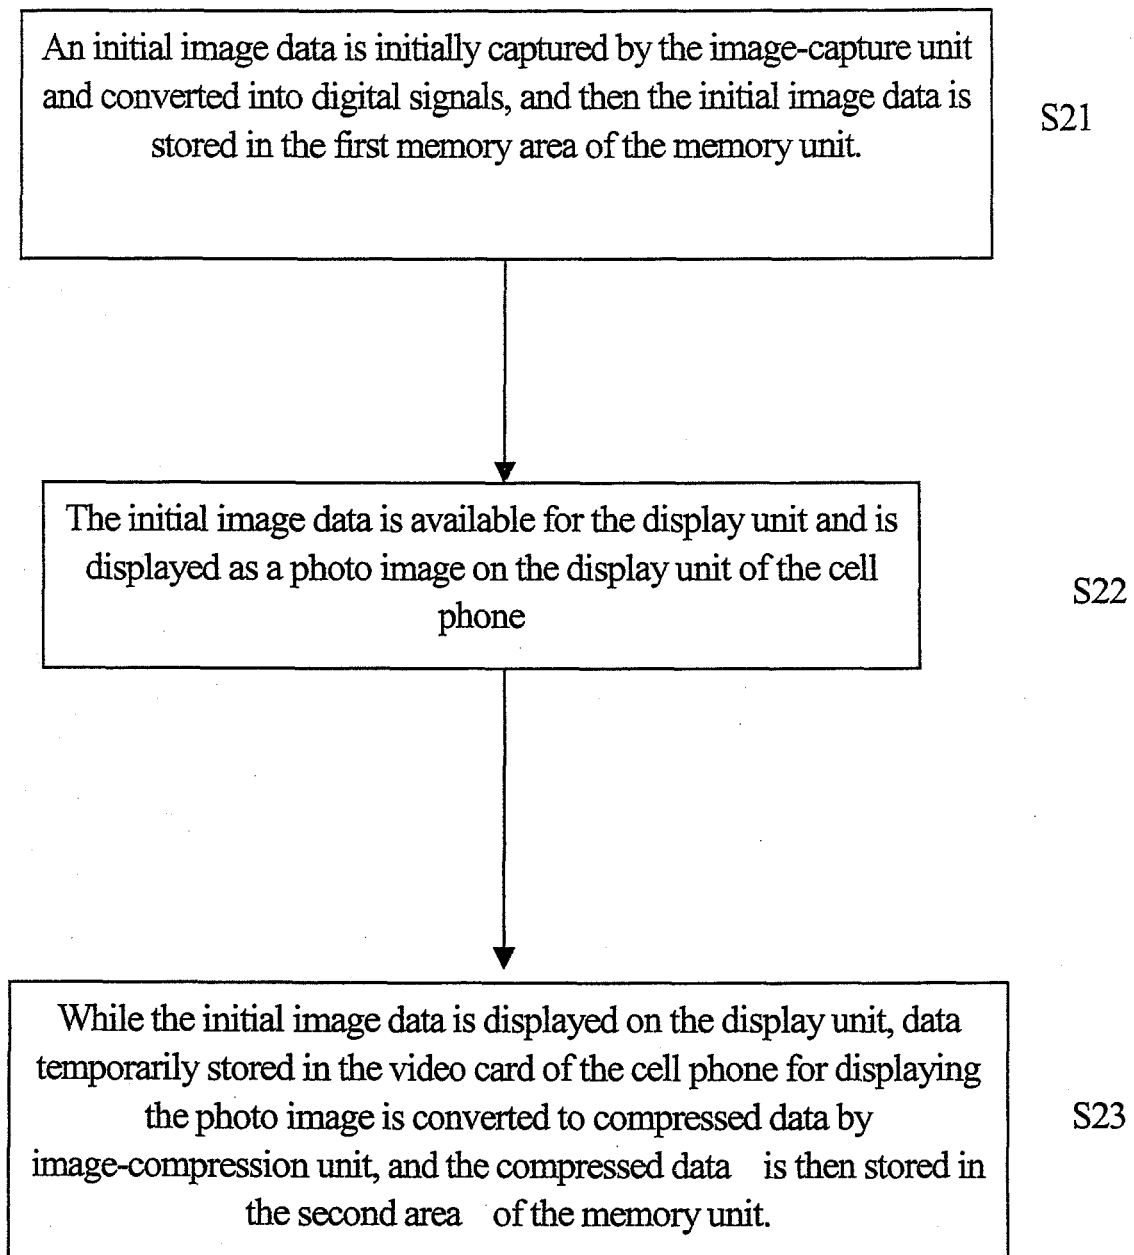 An initial image data is initially captured by the image-capture unit
and converted into digital signals, and then the initial image data is
stored in the first memory area of the memory unit.
S21
The initial image data is available for the display unit and is
displayed as a photo image on the display unit of the cell
phone
S22
While the initial image data is displayed on the display unit, data
temporarily stored in the video card of the cell phone for displaying
the photo image is converted to compressed data by
image-compression unit, and the compressed data is then stored in
the second area of the memory unit.
S23